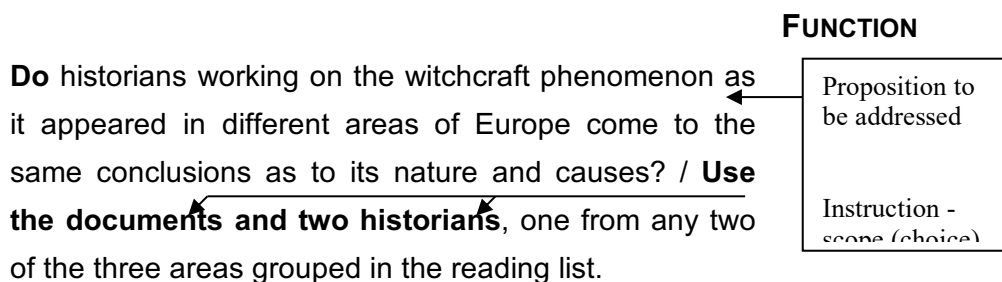 FUNCTION
Do historians working on the witchcraft phenomenon as
it appeared in different areas of Europe come to the
same conclusions as to its nature and causes? / Use
the documents and two historians, one from any two
of the three areas grouped in the reading list.
Proposition to
be addressed
Instruction -
scope (choice)